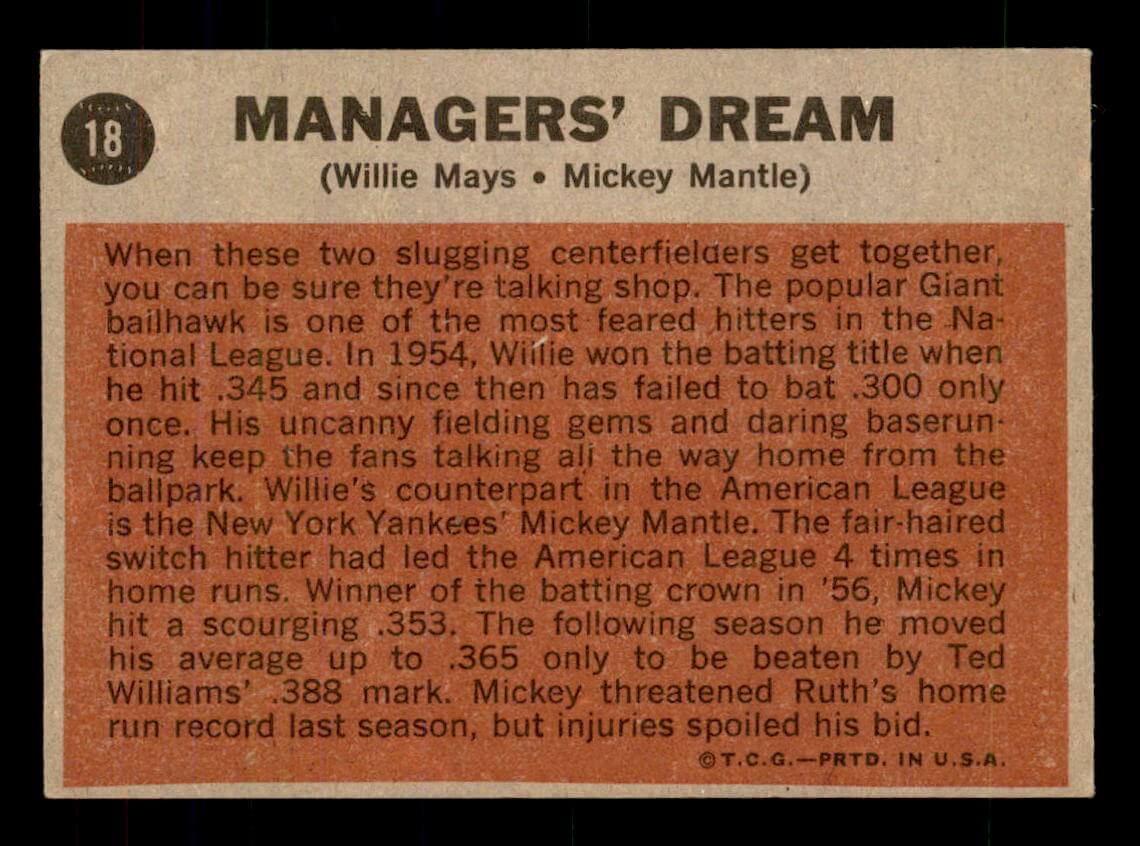 18
MANAGERS' DREAM
(Willie Mays • Mickey Mantle)
When these two slugging centerfielders get together,
you can be sure they're talking shop. The popular Giant
ballhawk is one of the most feared hitters in the Na-
tional League. In 1954, Willie won the batting title when
he hit .345 and since then has failed to bat .300 only
once. His uncanny fielding gems and daring baserun-
ning keep the fans talking all the way home from the
ballpark. Willie's counterpart in the American League
is the New York Yankees' Mickey Mantle. The fair-haired
switch hitter had led the American League 4 times in
home runs. Winner of the batting crown in '56, Mickey
hit a scourging .353. The following season he moved
his average up to .365 only to be beaten by Ted
Williams' .388 mark. Mickey threatened Ruth's home
run record last season, but injuries spoiled his bid.
©T.C.G.—PRTD. IN U.S.A.